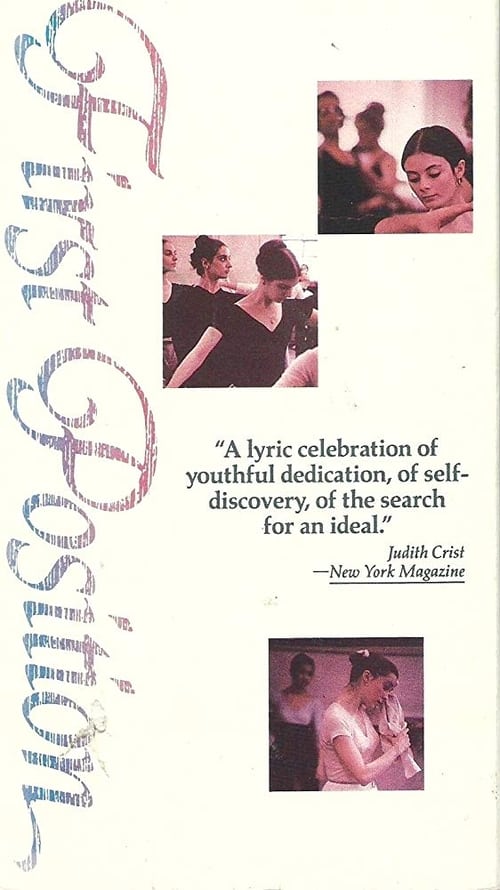 First Position
“A lyric celebration of
youthful dedication, of self-
discovery, of the search
for an ideal.”
Judith Crist
—New York Magazine